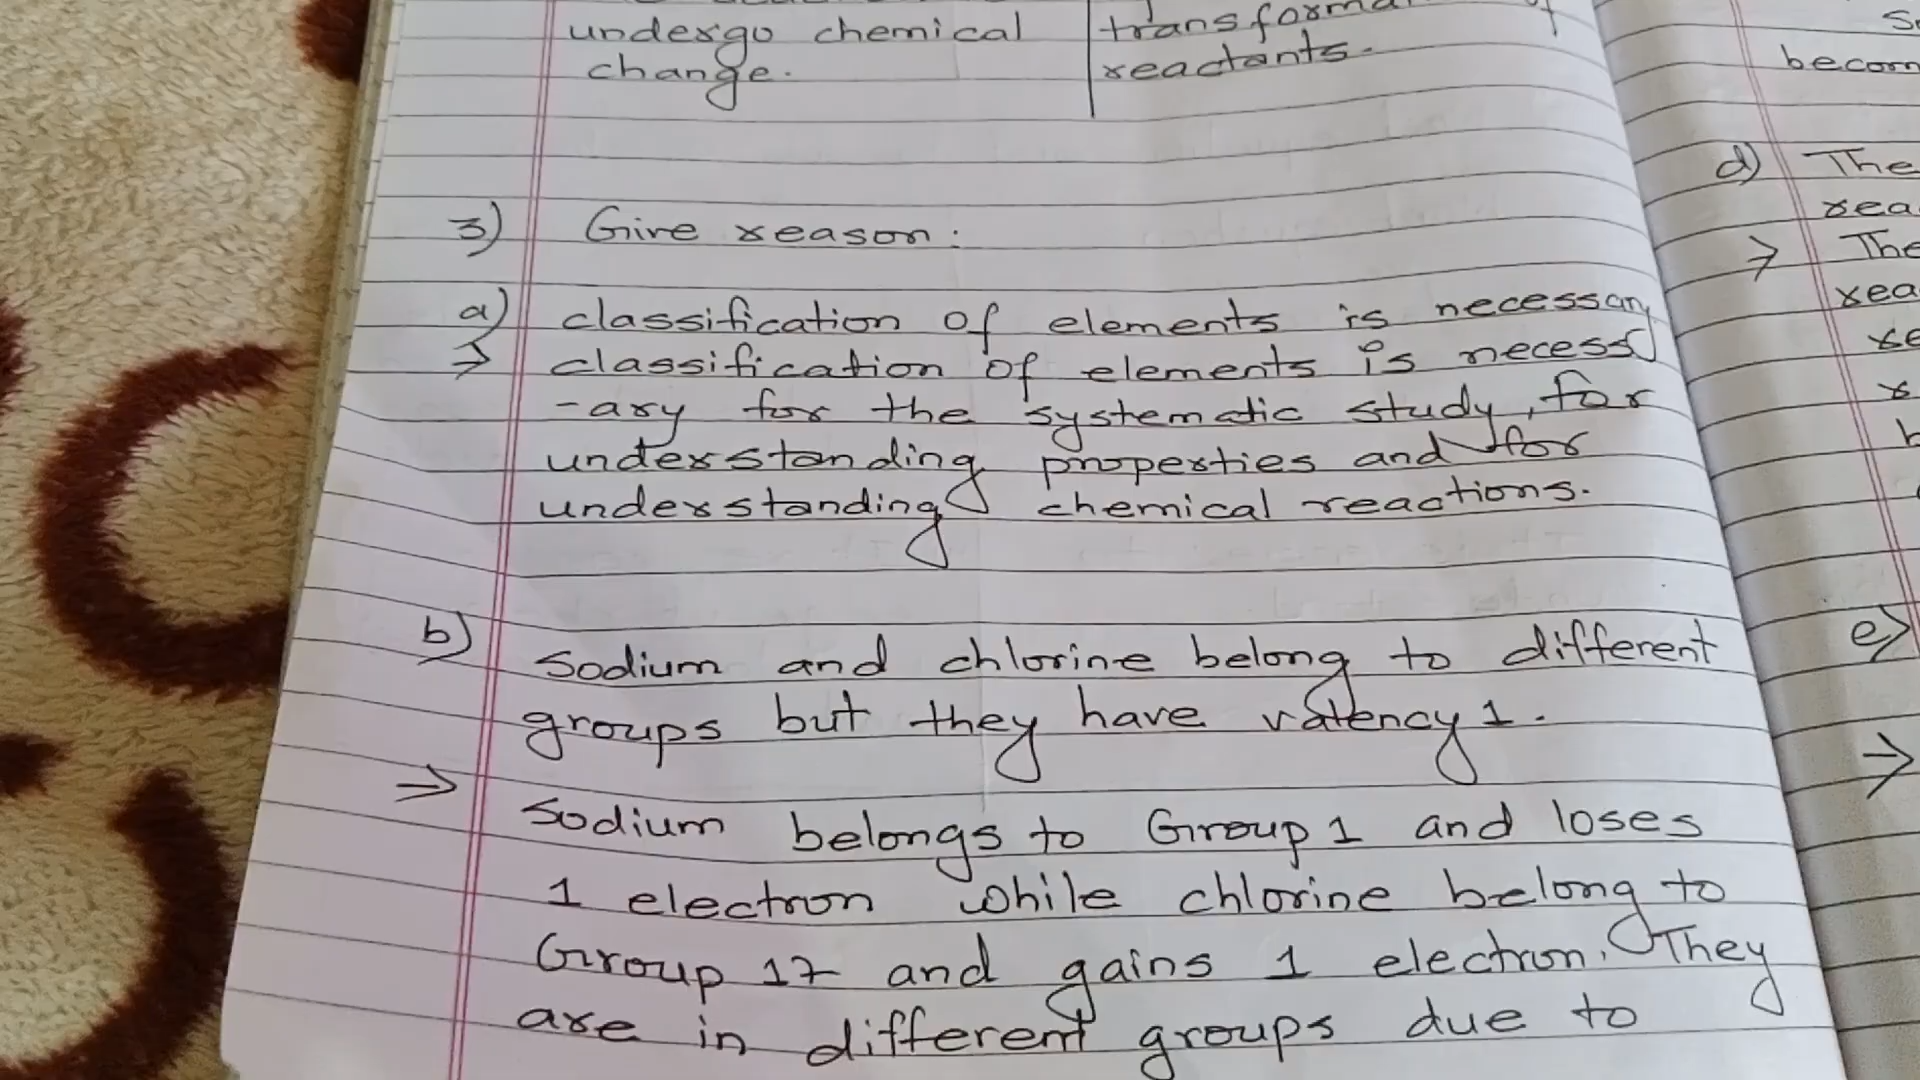 undergo chemical
change.
reactants.
3) Give reason:
a) classification of elements is necessary
→ classification of elements is necess
-ary for the systematic study, for
understanding properties and for
understanding chemical reactions.
b) Sodium and chlorine belong to different
groups but they have valency 1.
⇒ Sodium belongs to Group 1 and loses
1 electron while chlorine belong to
Group 17 and gains 1 electron. They
are in different groups due to
d) The
→ The
e)
⇒